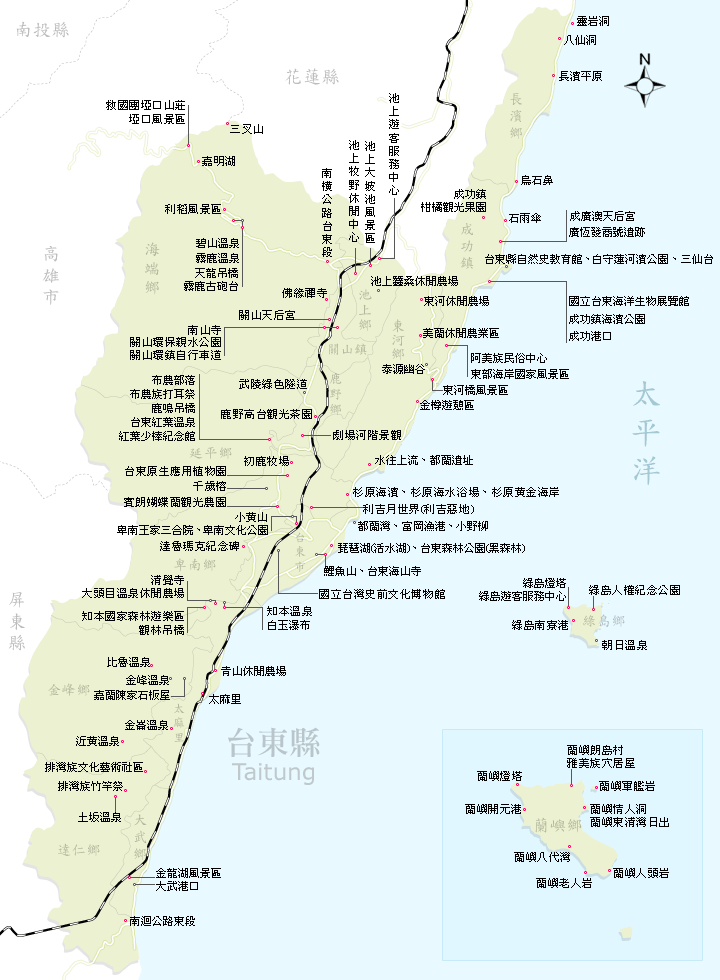 靈岩洞
南投縣
八仙洞
花蓮縣
N
長濱平原
長濱鄉
救國團埡口山莊
埡口風景區
池上遊客服務中心
三叉山
池上大坡池風景區
池上牧野休閒中心
南橫公路台東段
嘉明湖
烏石鼻
成功鎮
柑橘觀光果園
利稻風景區
石雨傘
成廣澳天后宮
廣恆發商號遺跡
成功鎮
海端鄉
碧山溫泉
霧鹿溫泉
天龍吊橋
霧鹿古砲台
台東縣自然史教育館、白守蓮河濱公園、三仙台
高雄市
池上蠶桑休閒農場
佛緣禪寺
池上鄉
東河休閒農場
國立台東海洋生物展覽館
成功鎮海濱公園
成功港口
關山天后宮
南山寺
關山環保親水公園
關山環鎮自行車道
東河鄉
美蘭休閒農業區
關山鎮
阿美族民俗中心
東部海岸國家風景區
泰源幽谷
布農部落
布農族打耳祭
鹿鳴吊橋
台東紅葉溫泉
紅葉少棒紀念館
武陵綠色隧道
鹿野鄉
東河橋風景區
太平洋
金樽遊憩區
鹿野高台觀光茶園
劇場河階景觀
延平鄉
初鹿牧場
水往上流、都蘭遺址
台東原生應用植物園
千歲榕
杉原海濱、杉原海水浴場、杉原黃金海岸
賓朗蝴蝶蘭觀光農園
利吉月世界(利吉惡地)
小黃山
都蘭灣、富岡漁港、小野柳
卑南王家三合院、卑南文化公園
台東市
達魯瑪克紀念碑
琵琶湖(活水湖)、台東森林公園(黑森林)
卑南鄉
鯉魚山、台東海山寺
清覺寺
大頭目溫泉休閒農場
國立台灣史前文化博物館
綠島燈塔
綠島遊客服務中心
綠島人權紀念公園
屏東縣
知本國家森林遊樂區
觀林吊橋
知本溫泉
白玉瀑布
綠島南寮港
綠島鄉
朝日溫泉
比魯溫泉
青山休閒農場
金峰溫泉
金峰鄉
嘉蘭陳家石板屋
太麻里
太麻里
金崙溫泉
近黃溫泉
台東縣
Taitung
蘭嶼朗島村
雅美族穴居屋
排灣族文化藝術社區
蘭嶼燈塔
排灣族竹竿祭
蘭嶼軍艦岩
蘭嶼開元港
蘭嶼情人洞
蘭嶼東清灣日出
土坂溫泉
大武鄉
蘭嶼鄉
達仁鄉
蘭嶼八代灣
金龍湖風景區
大武港口
蘭嶼人頭岩
蘭嶼老人岩
南迴公路東段